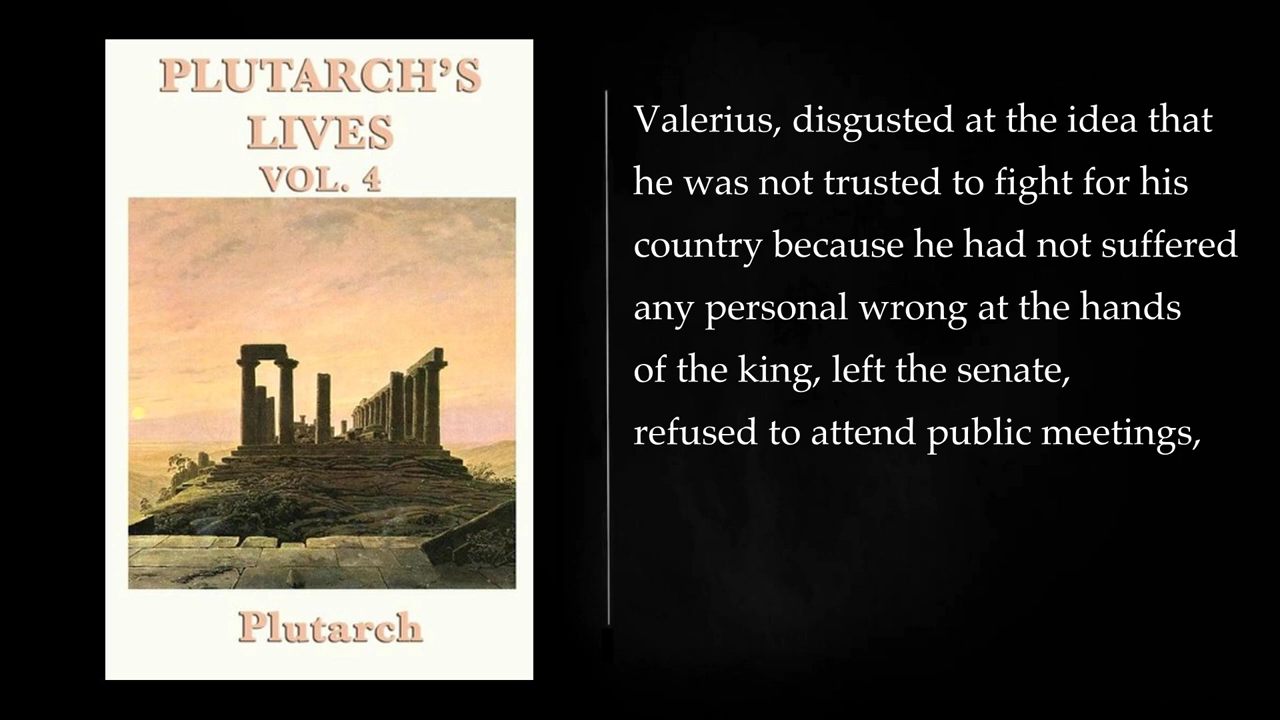 PLUTARCH'S
LIVES
VOL. 4
Plutarch
Valerius, disgusted at the idea that
he was not trusted to fight for his
country because he had not suffered
any personal wrong at the hands
of the king, left the senate,
refused to attend public meetings,